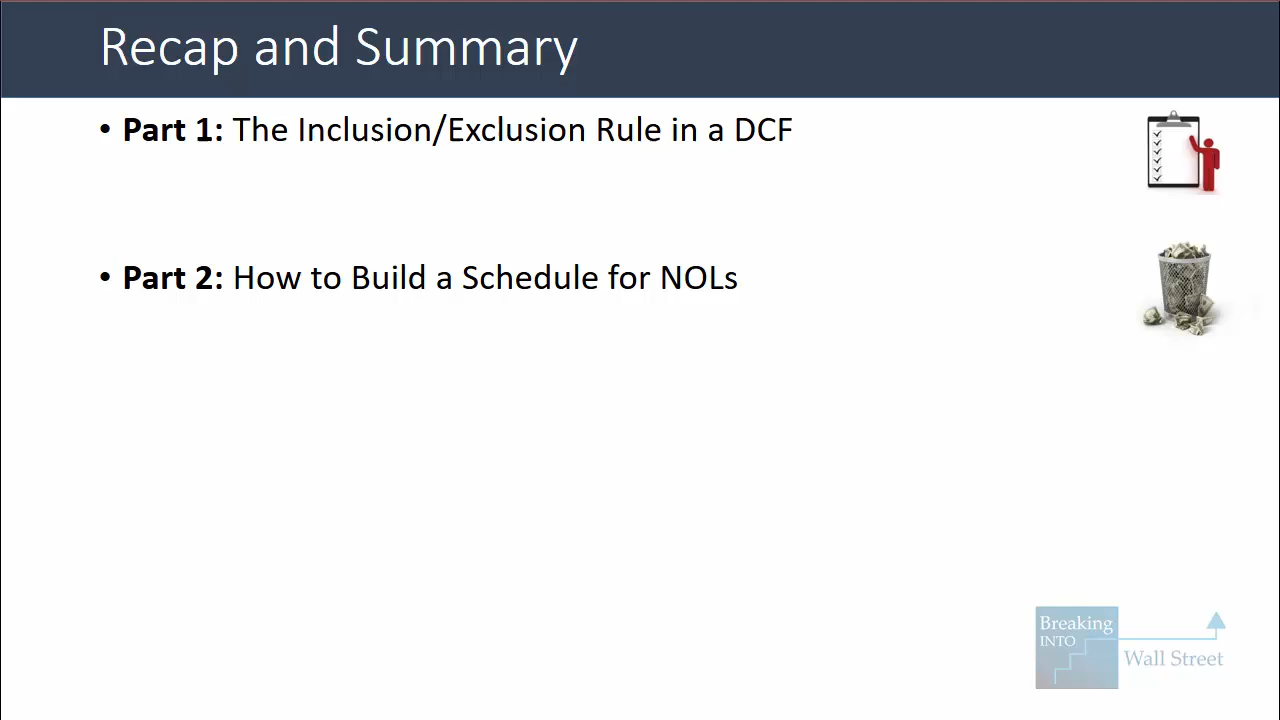 Recap and Summary
• Part 1: The Inclusion/Exclusion Rule in a DCF
• Part 2: How to Build a Schedule for NOLs
Breaking
INTO
Wall Street